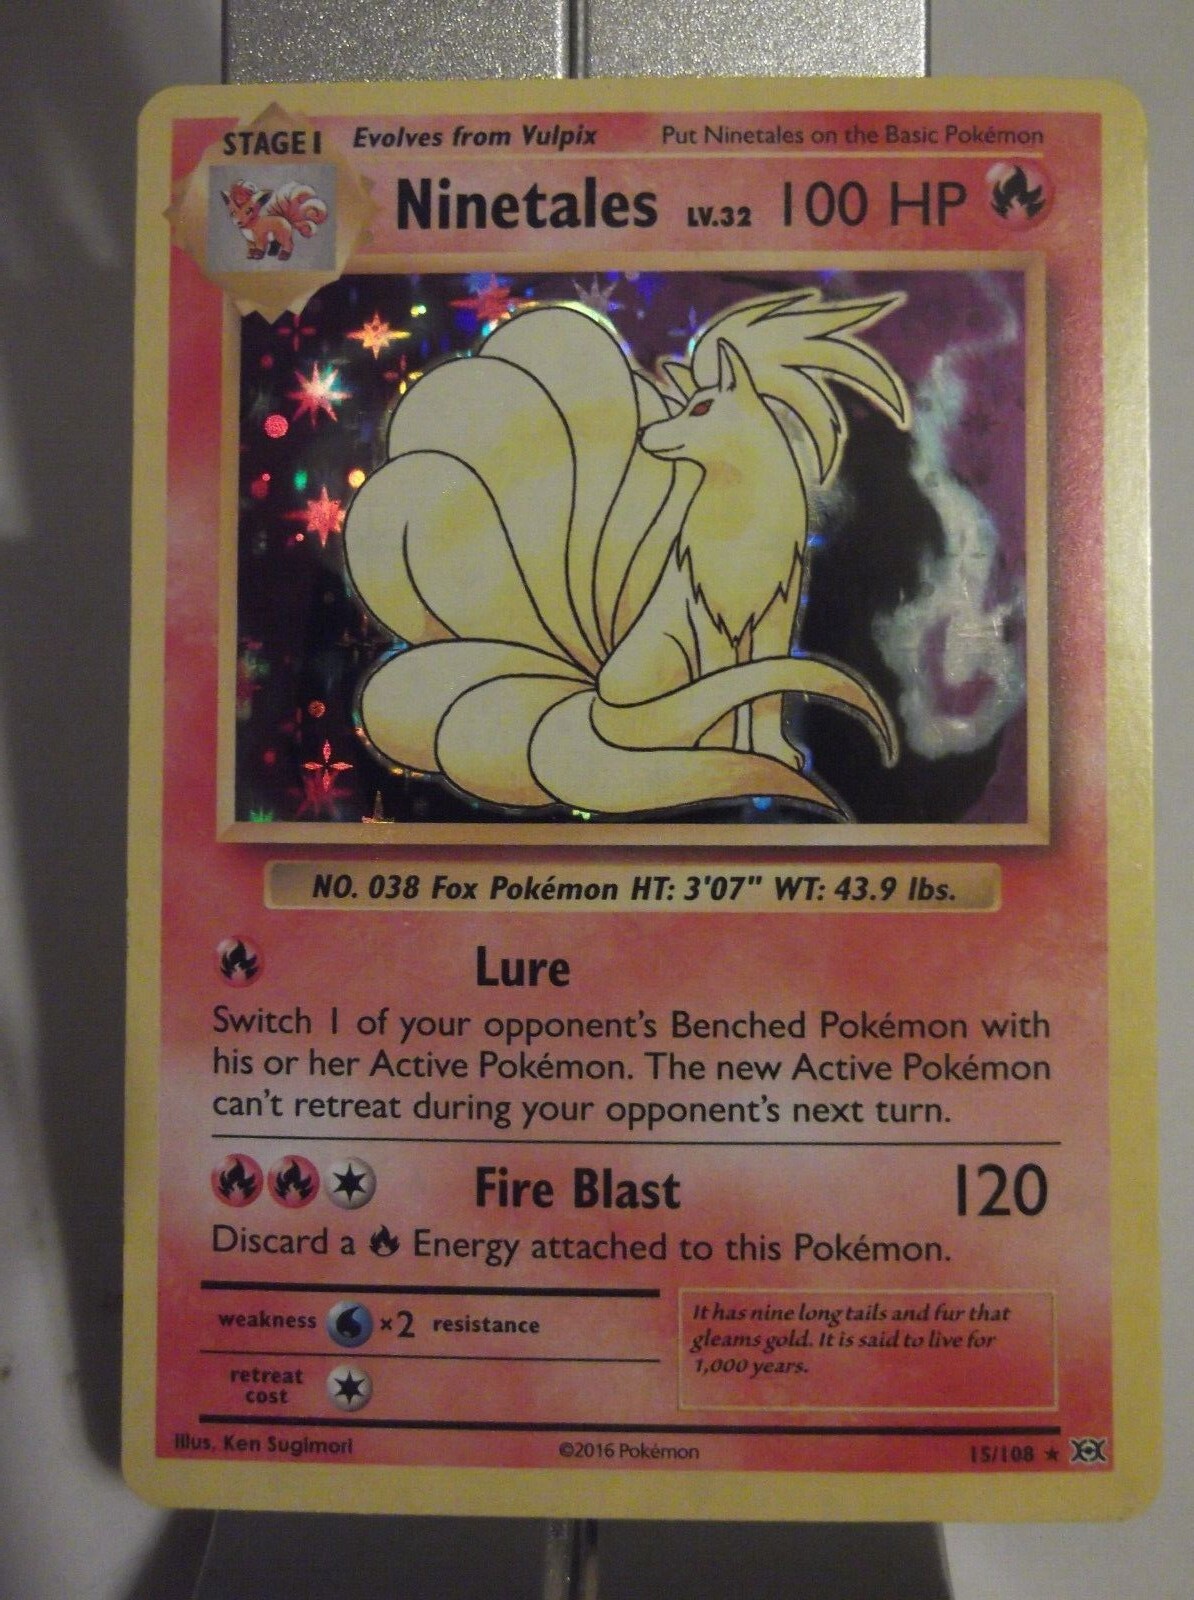 STAGE 1 Evolves from Vulpix Put Ninetales on the Basic Pokémon
Ninetales LV.32 100 HP
NO. 038 Fox Pokémon HT: 3'07" WT: 43.9 lbs.
Lure
Switch 1 of your opponent's Benched Pokémon with
his or her Active Pokémon. The new Active Pokémon
can't retreat during your opponent's next turn.
Fire Blast 120
Discard a Energy attached to this Pokémon.
weakness ×2 resistance
retreat
cost
It has nine long tails and fur that
gleams gold. It is said to live for
1,000 years.
Illus. Ken Sugimori ©2016 Pokémon 15/108 ★